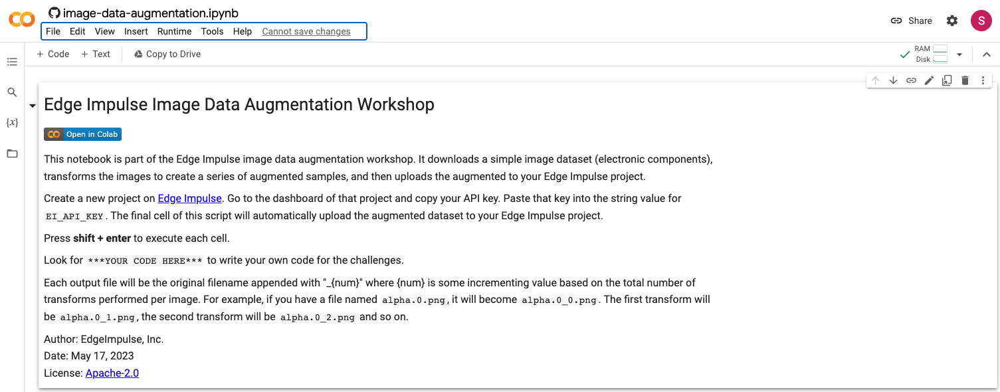 image-data-augmentation.ipynb
File Edit View Insert Runtime Tools Help Cannot save changes
Share
S
+ Code + Text Copy to Drive
RAM
Disk
{x}
Edge Impulse Image Data Augmentation Workshop
CO Open in Colab
This notebook is part of the Edge Impulse image data augmentation workshop. It downloads a simple image dataset (electronic components),
transforms the images to create a series of augmented samples, and then uploads the augmented to your Edge Impulse project.
Create a new project on Edge Impulse. Go to the dashboard of that project and copy your API key. Paste that key into the string value for
EI_API_KEY. The final cell of this script will automatically upload the augmented dataset to your Edge Impulse project.
Press shift + enter to execute each cell.
Look for ***YOUR CODE HERE*** to write your own code for the challenges.
Each output file will be the original filename appended with "_{num}" where {num} is some incrementing value based on the total number of
transforms performed per image. For example, if you have a file named alpha.0.png, it will become alpha.0_0.png. The first transform will
be alpha.0_1.png, the second transform will be alpha.0_2.png and so on.
Author: EdgeImpulse, Inc.
Date: May 17, 2023
License: Apache-2.0